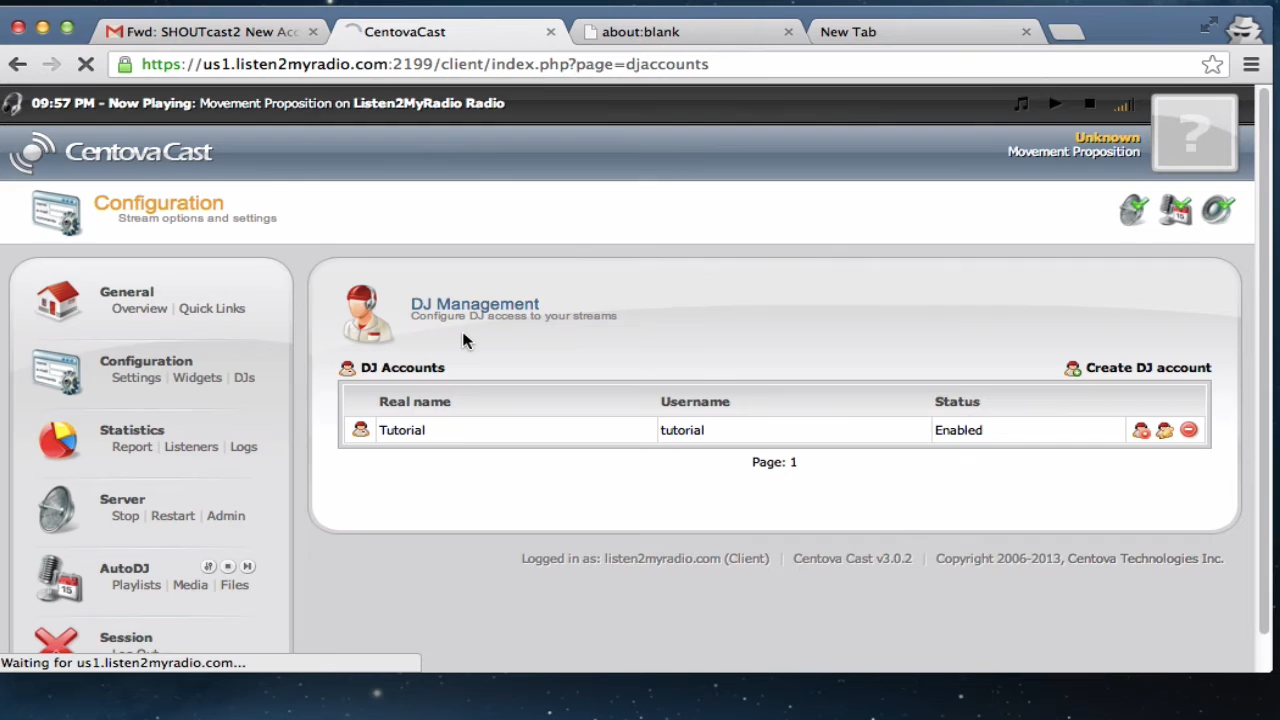 Fwd: SHOUTcast2 New Acc
CentovaCast
about:blank
New Tab
https://us1.listen2myradio.com:2199/client/index.php?page=djaccounts
09:57 PM - Now Playing: Movement Proposition on Listen2MyRadio Radio
CentovaCast
Unknown
Movement Proposition
?
Configuration
Stream options and settings
General
Overview | Quick Links
Configuration
Settings | Widgets | DJs
Statistics
Report | Listeners | Logs
Server
Stop | Restart | Admin
AutoDJ
Playlists | Media | Files
Session
Log Out
DJ Management
Configure DJ access to your streams
DJ Accounts
Create DJ account
Real name Username Status
Tutorial tutorial Enabled
Page: 1
Logged in as: listen2myradio.com (Client) | Centova Cast v3.0.2 | Copyright 2006-2013, Centova Technologies Inc.
Waiting for us1.listen2myradio.com...